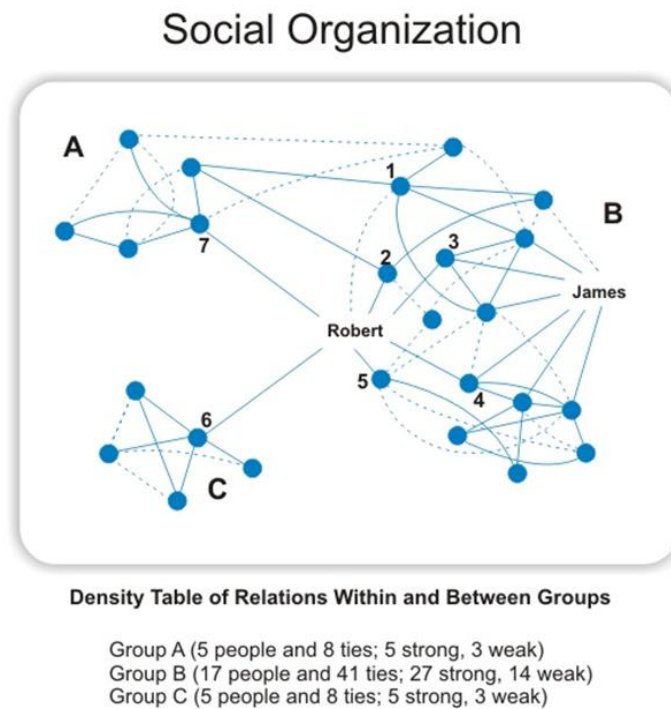 Social Organization
A
B
1
7
2
3
James
Robert
5
4
6
C
Density Table of Relations Within and Between Groups
Group A (5 people and 8 ties; 5 strong, 3 weak)
Group B (17 people and 41 ties; 27 strong, 14 weak)
Group C (5 people and 8 ties; 5 strong, 3 weak)